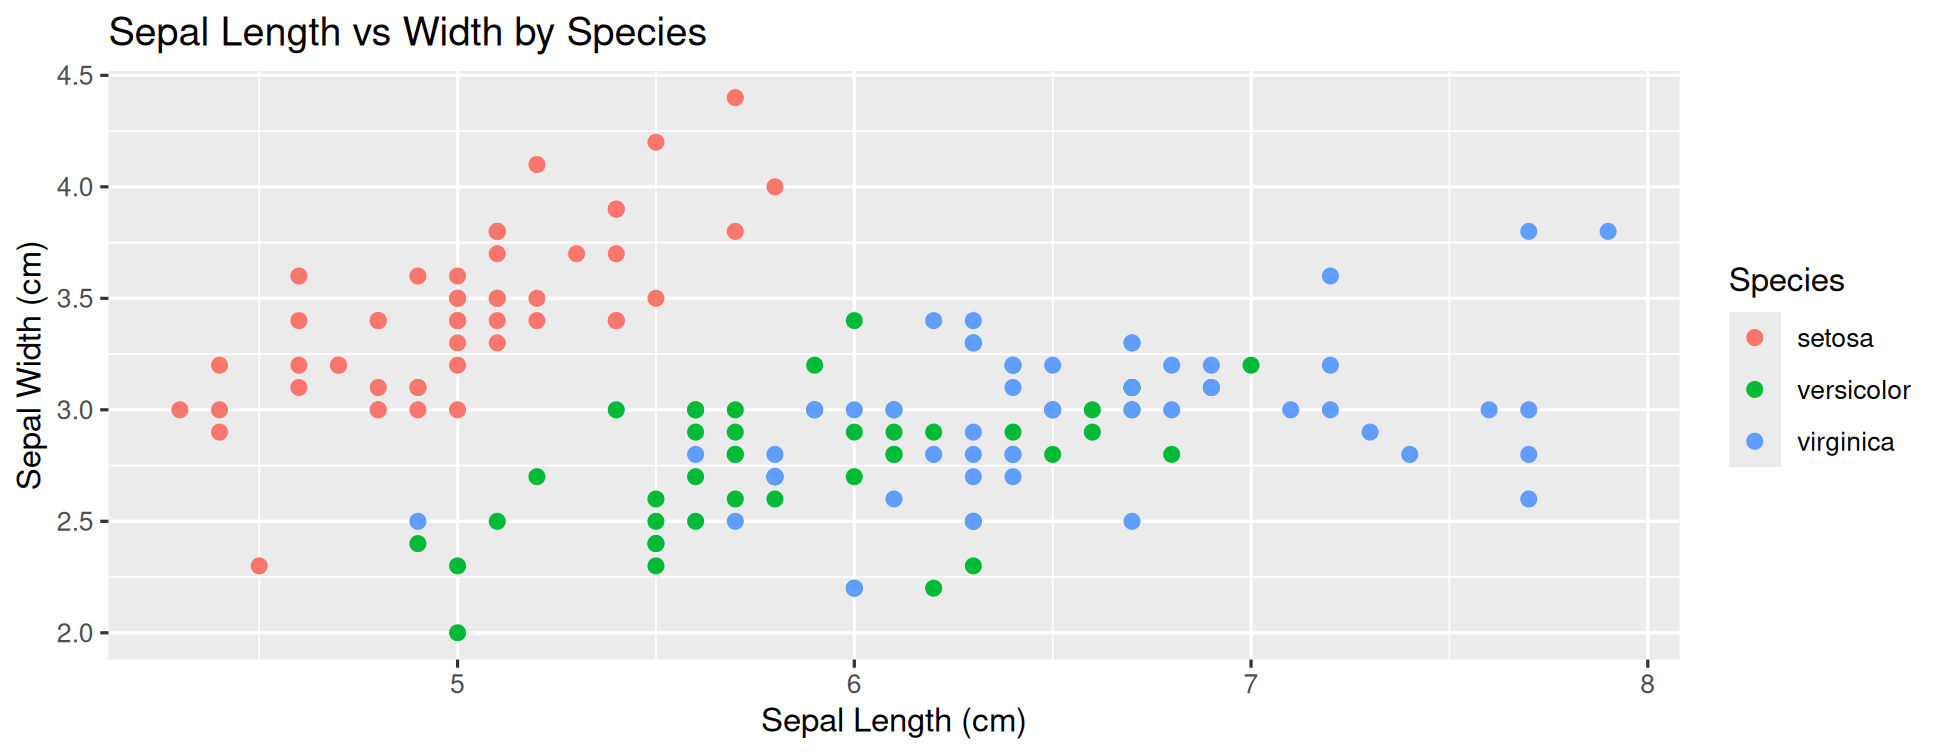 Sepal Length vs Width by Species
Sepal Width (cm)
4.5
4.0
3.5
3.0
2.5
2.0
5 6 7 8
Sepal Length (cm)
Species
setosa
versicolor
virginica